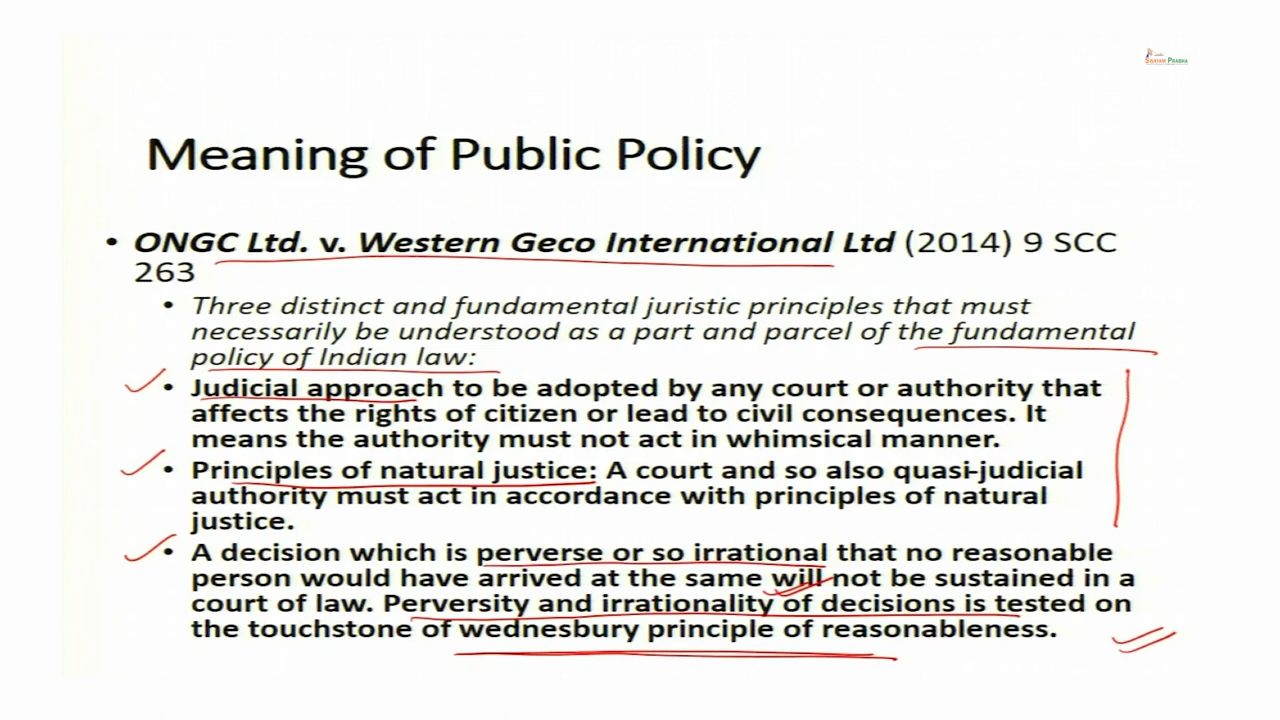 SWAYAM PRABHA
Meaning of Public Policy
• ONGC Ltd. v. Western Geco International Ltd (2014) 9 SCC
263
• Three distinct and fundamental juristic principles that must
necessarily be understood as a part and parcel of the fundamental
policy of Indian law:
• Judicial approach to be adopted by any court or authority that
affects the rights of citizen or lead to civil consequences. It
means the authority must not act in whimsical manner.
• Principles of natural justice: A court and so also quasi-judicial
authority must act in accordance with principles of natural
justice.
• A decision which is perverse or so irrational that no reasonable
person would have arrived at the same will not be sustained in a
court of law. Perversity and irrationality of decisions is tested on
the touchstone of wednesbury principle of reasonableness.